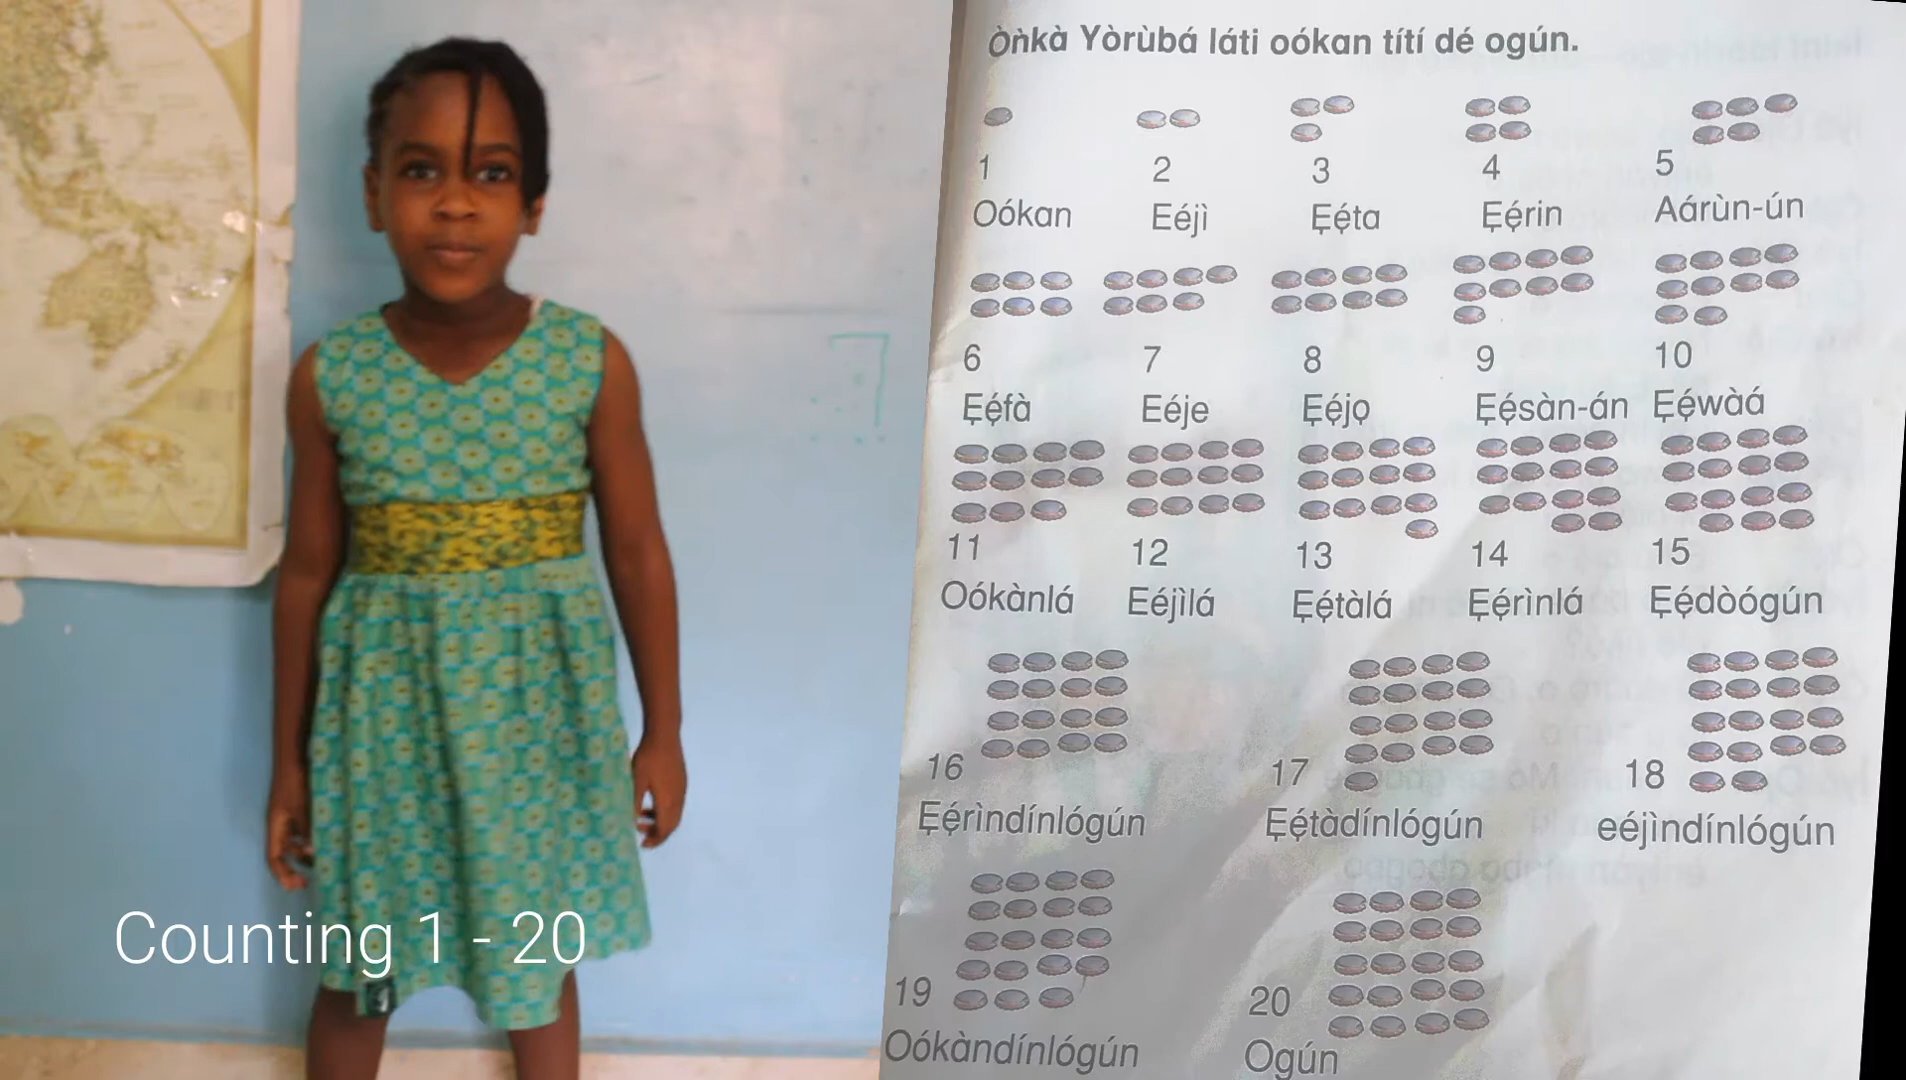 Òǹkà Yòrùbá láti oókan títí dé ogún.
1 2 3 4 5
Oókan Eéjì Ẹẹ́ta Ẹẹ́rin Aárùn-ún
6 7 8 9 10
Ẹẹ́fà Eéje Ẹẹ́jọ Ẹẹ́sàn-án Ẹẹ́wàá
11 12 13 14 15
Oókànlá Eéjìlá Ẹẹ́tàlá Ẹẹ́rìnlá Ẹẹ́dòógún
16 17 18
Ẹẹ́rìndínlógún Ẹẹ́tàdínlógún eéjìndínlógún
19 20
Oókàndínlógún Ogún
Counting 1 - 20